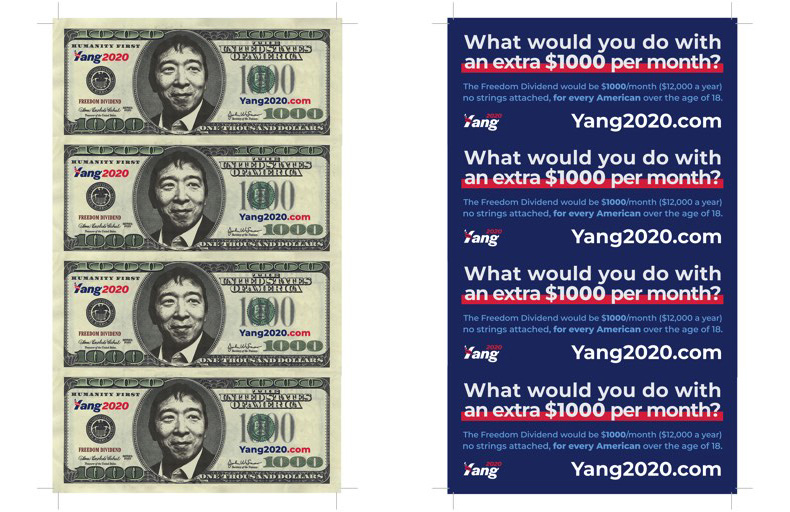 1000
1000
HUMANITY FIRST
Yang2020
THE
UNITED STATES
OF AMERICA
1000
Yang2020.com
FREEDOM DIVIDEND
1000
1000
ONE THOUSAND DOLLARS
HUMANITY FIRST
Yang2020
THE
UNITED STATES
OF AMERICA
1000
Yang2020.com
FREEDOM DIVIDEND
1000
1000
ONE THOUSAND DOLLARS
HUMANITY FIRST
Yang2020
THE
UNITED STATES
OF AMERICA
1000
Yang2020.com
FREEDOM DIVIDEND
1000
1000
ONE THOUSAND DOLLARS
HUMANITY FIRST
Yang2020
THE
UNITED STATES
OF AMERICA
1000
Yang2020.com
FREEDOM DIVIDEND
1000
1000
ONE THOUSAND DOLLARS
What would you do with
an extra $1000 per month?
The Freedom Dividend would be $1000/month ($12,000 a year)
no strings attached, for every American over the age of 18.
Yang 2020
Yang2020.com
What would you do with
an extra $1000 per month?
The Freedom Dividend would be $1000/month ($12,000 a year)
no strings attached, for every American over the age of 18.
Yang 2020
Yang2020.com
What would you do with
an extra $1000 per month?
The Freedom Dividend would be $1000/month ($12,000 a year)
no strings attached, for every American over the age of 18.
Yang 2020
Yang2020.com
What would you do with
an extra $1000 per month?
The Freedom Dividend would be $1000/month ($12,000 a year)
no strings attached, for every American over the age of 18.
Yang 2020
Yang2020.com